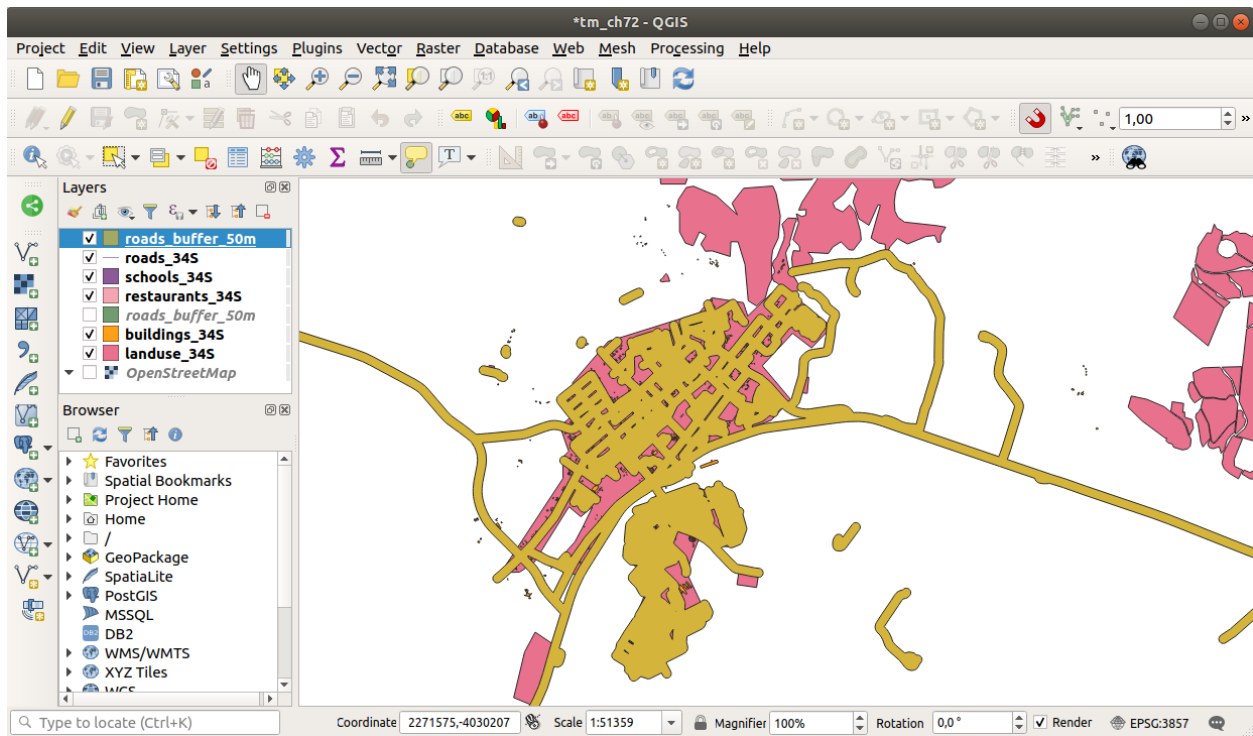 *tm_ch72 - QGIS
Project Edit View Layer Settings Plugins Vector Raster Database Web Mesh Processing Help
1,00
Layers
roads_buffer_50m
roads_34S
schools_34S
restaurants_34S
roads_buffer_50m
buildings_34S
landuse_34S
OpenStreetMap
Browser
Favorites
Spatial Bookmarks
Project Home
Home
/
GeoPackage
SpatiaLite
PostGIS
MSSQL
DB2
WMS/WMTS
XYZ Tiles
WCS
Type to locate (Ctrl+K) Coordinate 2271575,-4030207 Scale 1:51359 Magnifier 100% Rotation 0,0 ° Render EPSG:3857